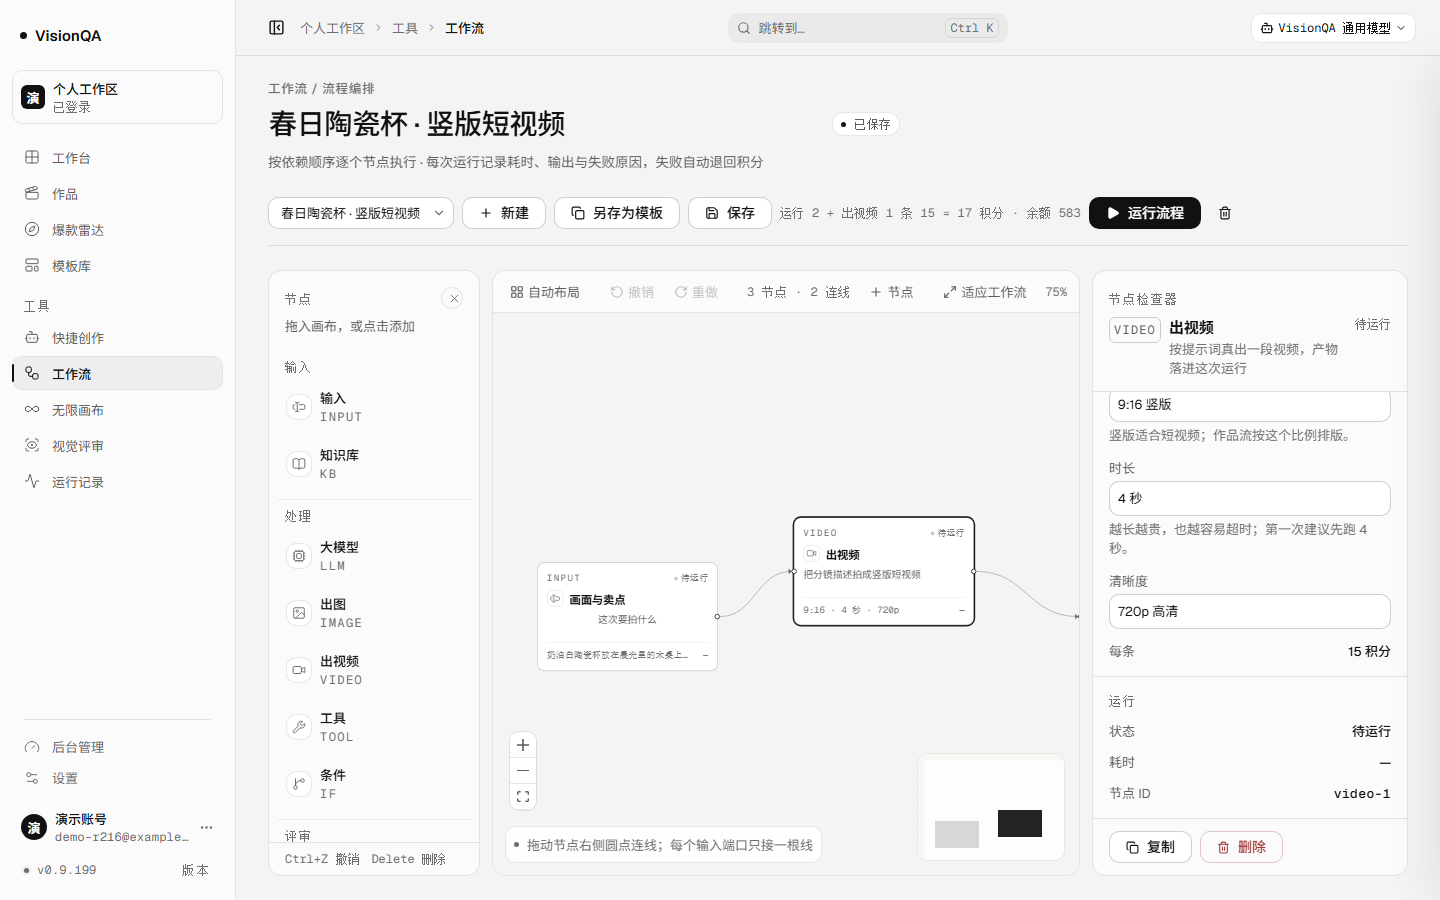 VisionQA
演
个人工作区
已登录
工作台
作品
爆款雷达
模板库
工具
快捷创作
工作流
无限画布
视觉评审
运行记录
后台管理
设置
演
演示账号
demo-r216@example…
v0.9.199
版本
个人工作区 > 工具 > 工作流
跳转到…
Ctrl K
VisionQA 通用模型
工作流 / 流程编排
春日陶瓷杯 · 竖版短视频
已保存
按依赖顺序逐个节点执行 · 每次运行记录耗时、输出与失败原因，失败自动退回积分
春日陶瓷杯 · 竖版短视频
新建
另存为模板
保存
运行 2 + 出视频 1 条 15 = 17 积分 · 余额 583
运行流程
节点
拖入画布，或点击添加
输入
输入
INPUT
知识库
KB
处理
大模型
LLM
出图
IMAGE
出视频
VIDEO
工具
TOOL
条件
IF
评审
Ctrl+Z 撤销 Delete 删除
自动布局
撤销
重做
3 节点 · 2 连线
节点
适应工作流
75%
INPUT
待运行
画面与卖点
这次要拍什么
奶油白陶瓷杯放在晨光里的木桌上…
—
VIDEO
待运行
出视频
把分镜描述拍成竖版短视频
9:16 · 4 秒 · 720p
—
拖动节点右侧圆点连线；每个输入端口只接一根线
节点检查器
VIDEO
出视频
待运行
按提示词真出一段视频，产物
落进这次运行
9:16 竖版
竖版适合短视频；作品流按这个比例排版。
时长
4 秒
越长越贵，也越容易超时；第一次建议先跑 4
秒。
清晰度
720p 高清
每条
15 积分
运行
状态
待运行
耗时
—
节点 ID
video-1
复制
删除